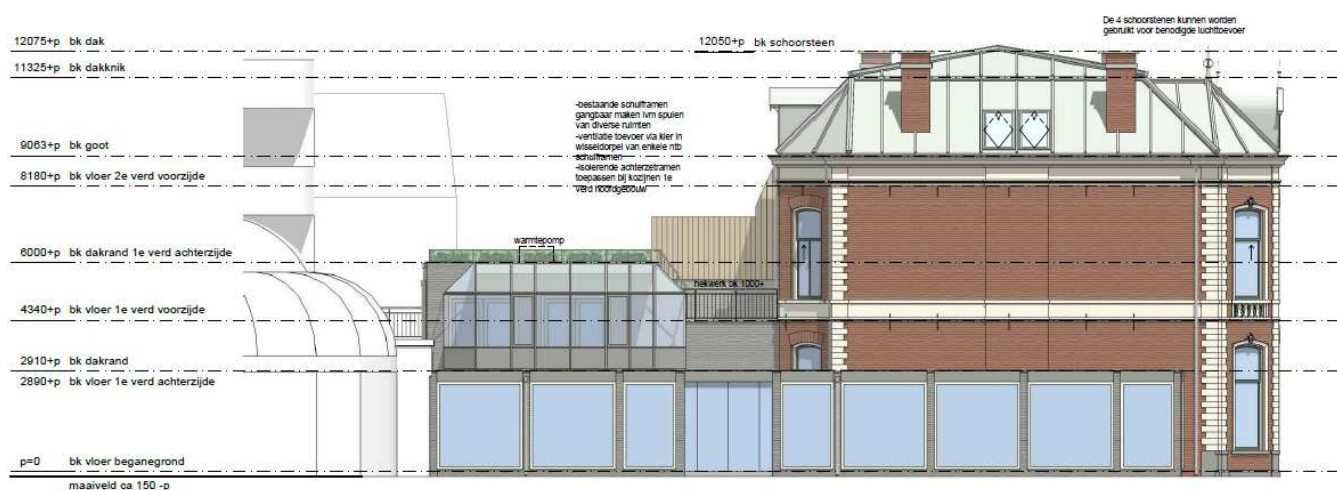 De 4 schoorstenen kunnen worden
gebruikt voor benodigde luchttoevoer
12075+p bk dak
12050+p bk schoorsteen
11325+p bk dakknik
-bestaande schuiframen
gangbaar maken ivm spuien
van diverse ruimten
-ventilatie toevoer via kier in
wisseldorpel van enkele ntb
schuiframen
-isolerende achterzetramen
toepassen bij kozijnen 1e
verd hoofdgebouw
9063+p bk goot
8180+p bk vloer 2e verd voorzijde
warmtepomp
6000+p bk dakrand 1e verd achterzijde
hekwerk bk 1000+
4340+p bk vloer 1e verd voorzijde
2910+p bk dakrand
2890+p bk vloer 1e verd achterzijde
p=0 bk vloer beganegrond
maaiveld ca 150 -p